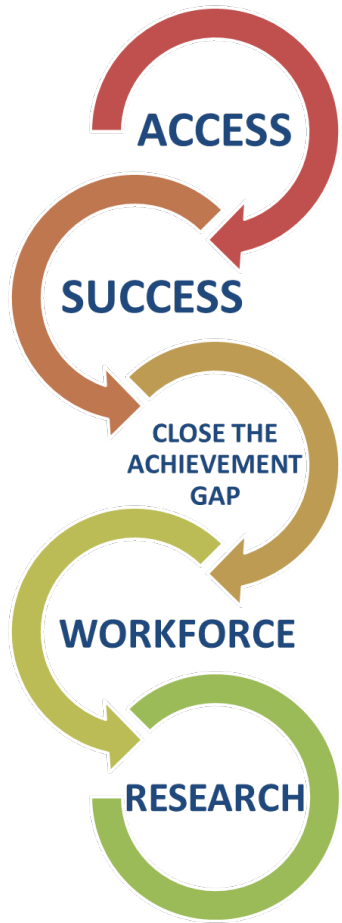 ACCESS
SUCCESS
CLOSE THE
ACHIEVEMENT
GAP
WORKFORCE
RESEARCH